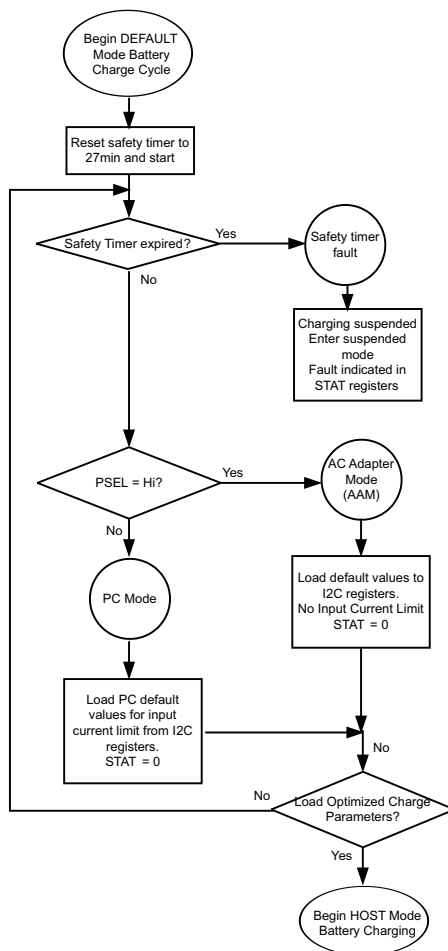 Begin DEFAULT
Mode Battery
Charge Cycle
Reset safety timer to
27min and start
Safety Timer expired?
Yes
Safety timer
fault
No
Charging suspended
Enter suspended
mode
Fault indicated in
STAT registers
PSEL = Hi?
Yes
AC Adapter
Mode
(AAM)
No
PC Mode
Load default values to
I2C registers.
No Input Current Limit
STAT = 0
Load PC default
values for input
current limit from I2C
registers.
STAT = 0
No
No
Load Optimized Charge
Parameters?
Yes
Begin HOST Mode
Battery Charging